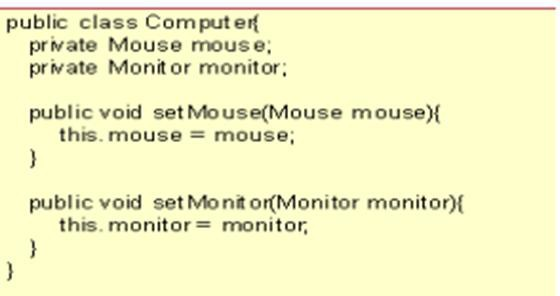 public class Computer{
private Mouse mouse;
private Monitor monitor;
public void setMouse(Mouse mouse){
this.mouse = mouse;
}
public void setMonitor(Monitor monitor){
this.monitor = monitor;
}
}